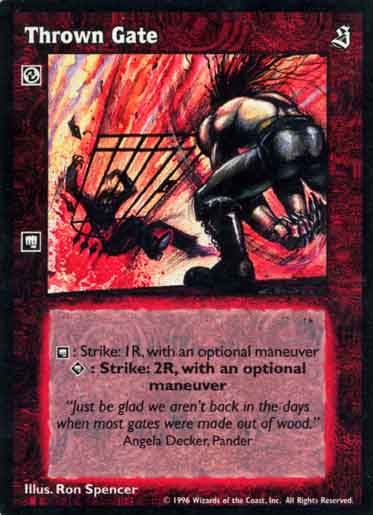 Thrown Gate
: Strike: 1R, with an optional maneuver
: Strike: 2R, with an optional
maneuver
"Just be glad we aren't back in the days
when most gates were made out of wood."
Angela Decker, Pander
Illus. Ron Spencer
© 1996 Wizards of the Coast, Inc. All Rights Reserved.